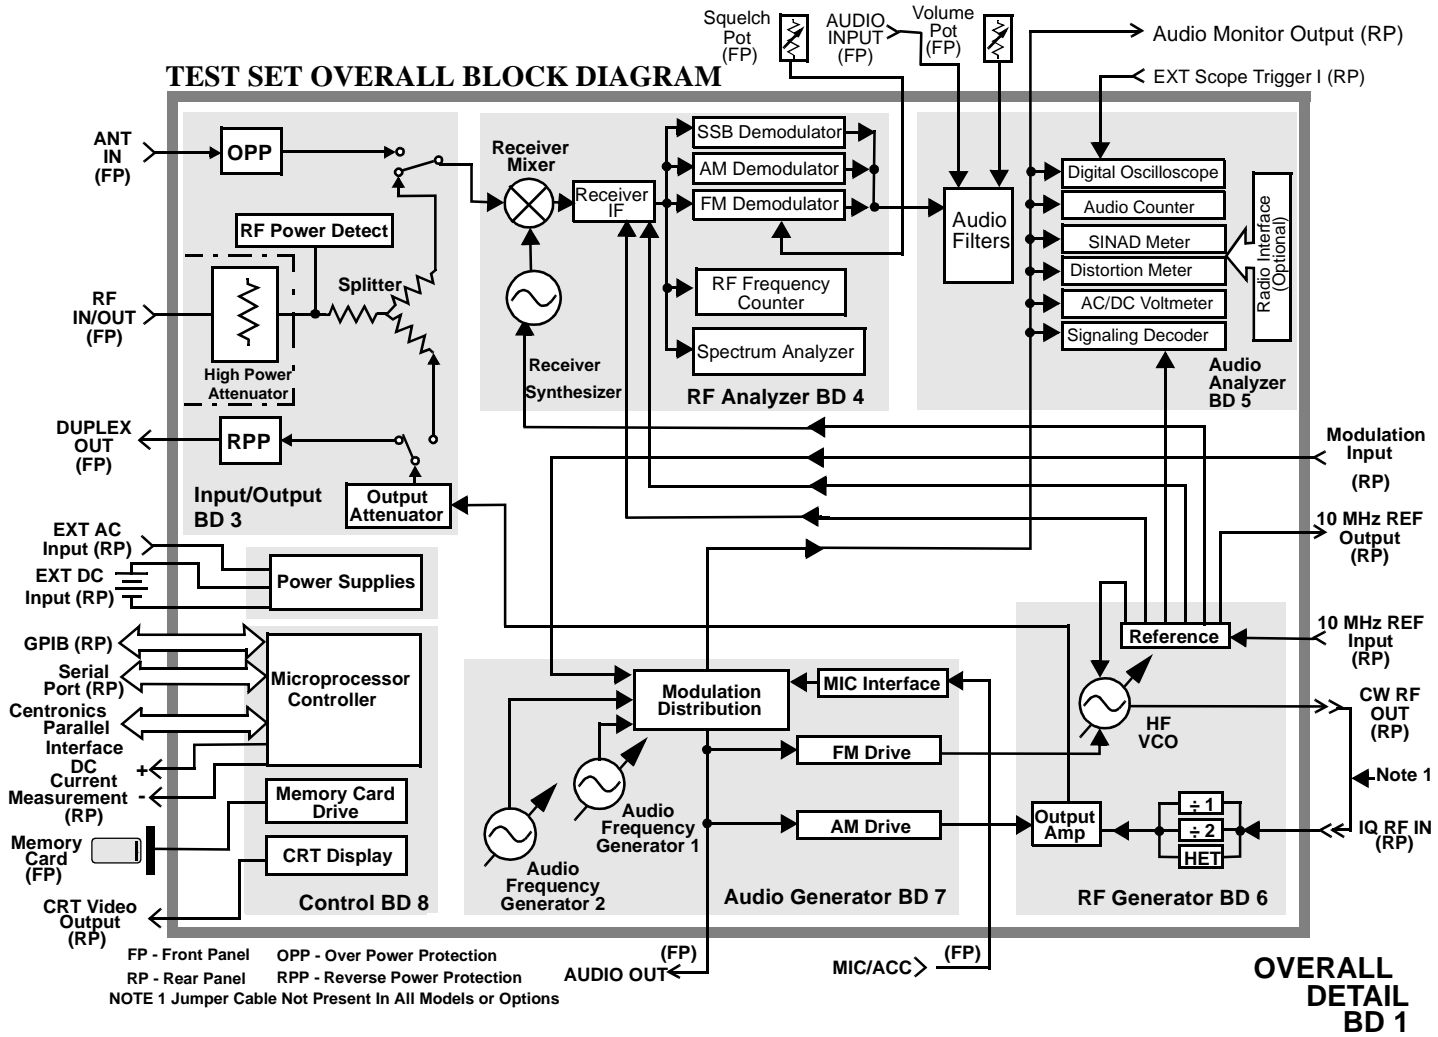 Squelch
Pot
(FP)
AUDIO
INPUT
(FP)
Volume
Pot
(FP)
Audio Monitor Output (RP)
EXT Scope Trigger I (RP)
TEST SET OVERALL BLOCK DIAGRAM
ANT
IN
(FP)
OPP
RF Power Detect
Splitter
RF
IN/OUT
(FP)
High Power
Attenuator
DUPLEX
OUT
(FP)
RPP
Input/Output
BD 3
Output
Attenuator
Receiver
Mixer
Receiver
IF
SSB Demodulator
AM Demodulator
FM Demodulator
RF Frequency
Counter
Spectrum Analyzer
Receiver
Synthesizer
RF Analyzer BD 4
Audio
Filters
Digital Oscilloscope
Audio Counter
SINAD Meter
Distortion Meter
AC/DC Voltmeter
Signaling Decoder
Radio Interface
(Optional)
Audio
Analyzer
BD 5
Modulation
Input
(RP)
10 MHz REF
Output
(RP)
10 MHz REF
Input
(RP)
CW RF
OUT
(RP)
Note 1
IQ RF IN
(RP)
EXT AC
Input (RP)
EXT DC
Input (RP)
Power Supplies
GPIB (RP)
Serial
Port (RP)
Centronics
Parallel
Interface
DC
Current
Measurement
(RP)
+
-
Microprocessor
Controller
Memory Card
Drive
Memory
Card
(FP)
CRT Display
CRT Video
Output
(RP)
Control BD 8
Modulation
Distribution
MIC Interface
FM Drive
AM Drive
Audio
Frequency
Generator 1
Audio
Frequency
Generator 2
Audio Generator BD 7
Reference
HF
VCO
Output
Amp
÷ 1
÷ 2
HET
RF Generator BD 6
FP - Front Panel
OPP - Over Power Protection
RP - Rear Panel
RPP - Reverse Power Protection
NOTE 1 Jumper Cable Not Present In All Models or Options
(FP)
AUDIO OUT
MIC/ACC
(FP)
OVERALL
DETAIL
BD 1